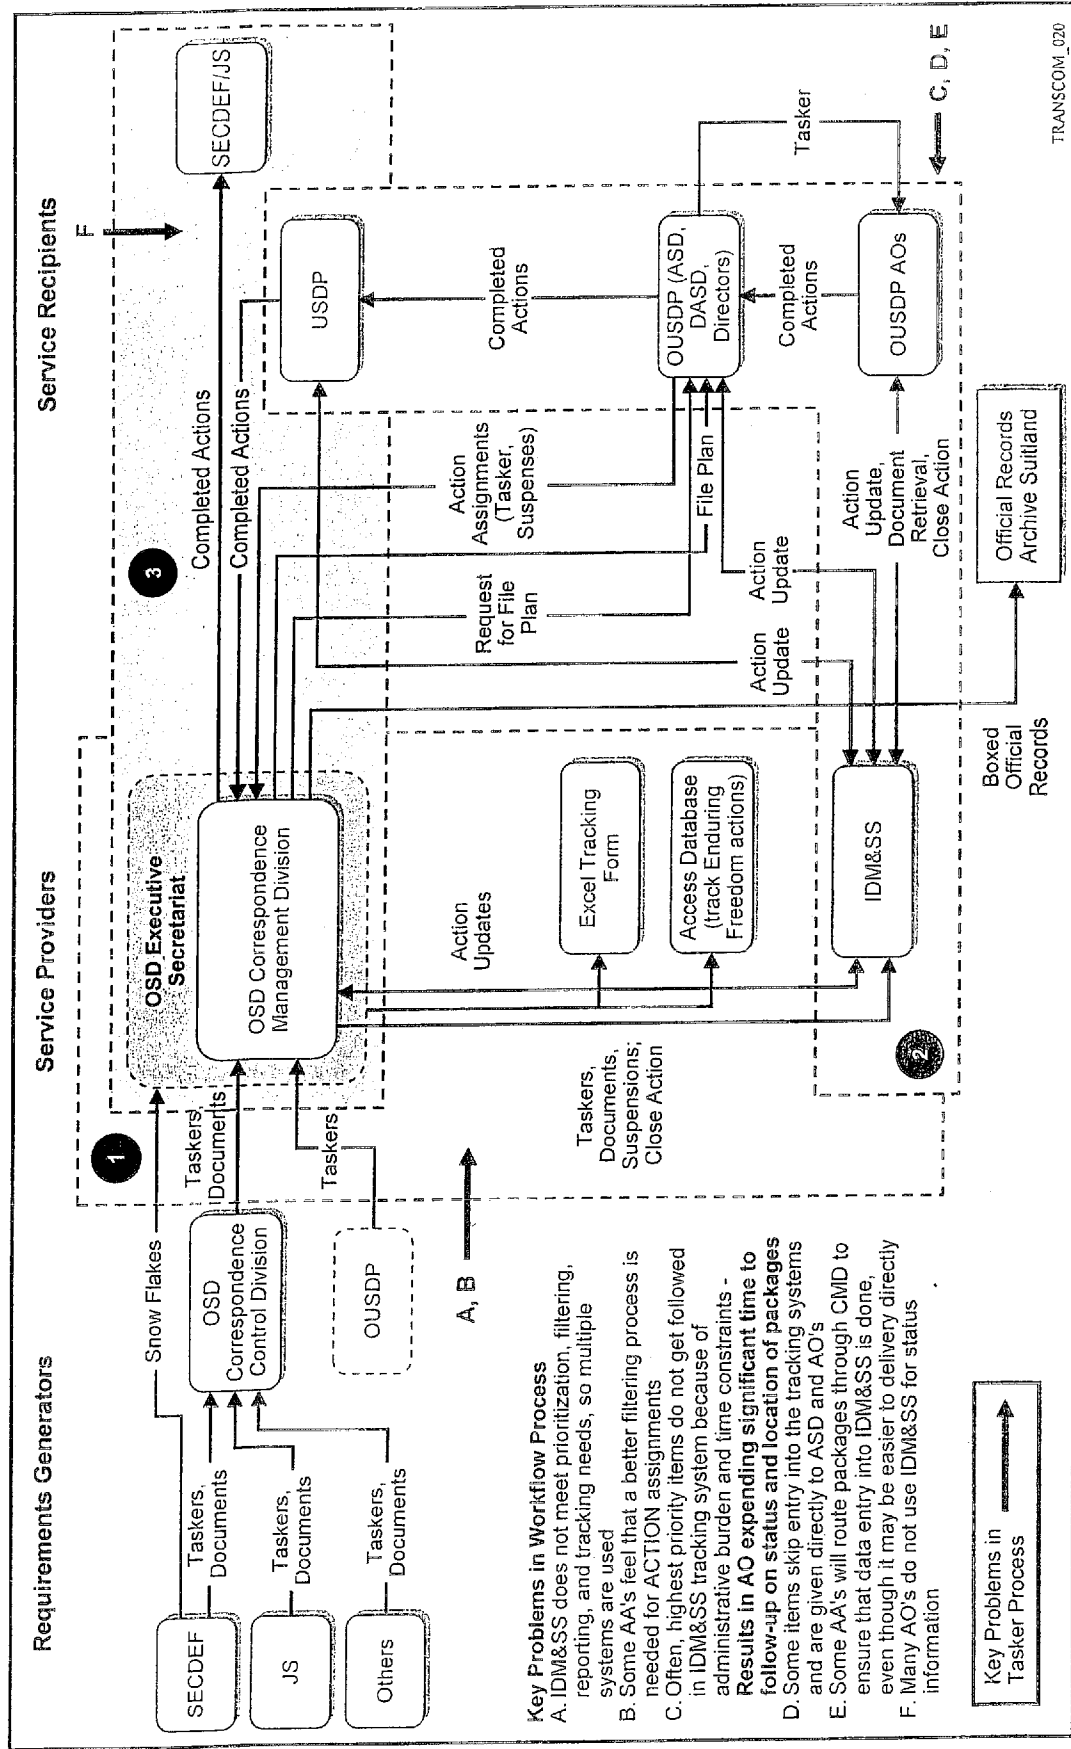 Requirements Generators
Service Providers
Service Recipients
SECDEF
JS
Others
Snow Flakes
Taskers,
Documents
Taskers,
Documents
Taskers,
Documents
OSD
Correspondence
Control Division
OUSDP
Taskers,
Documents
Taskers
1
A, B
OSD Executive
Secretariat
OSD Correspondence
Management Division
Action
Updates
Taskers,
Documents,
Suspensions;
Close Action
Excel Tracking
Form
Access Database
(track Enduring
Freedom actions)
IDM&SS
2
3
Completed Actions
Completed Actions
Action
Assignments
(Tasker,
Suspenses)
Request
for File
Plan
File Plan
Action
Update
Action
Update
Boxed
Official
Records
Action
Update,
Document
Retrieval,
Close Action
Official Records
Archive Suitland
F
SECDEF/JS
USDP
Completed
Actions
OUSDP (ASD,
DASD,
Directors)
Completed
Actions
Tasker
OUSDP AOs
C, D, E
Key Problems in Workflow Process
A. IDM&SS does not meet prioritization, filtering,
reporting, and tracking needs, so multiple
systems are used
B. Some AA's feel that a better filtering process is
needed for ACTION assignments
C. Often, highest priority items do not get followed
in IDM&SS tracking system because of
administrative burden and time constraints -
Results in AO expending significant time to
follow-up on status and location of packages
D. Some items skip entry into the tracking systems
and are given directly to ASD and AO's
E. Some AA's will route packages through CMD to
ensure that data entry into IDM&SS is done,
even though it may be easier to delivery directly
F. Many AO's do not use IDM&SS for status
information
Key Problems in
Tasker Process
TRANSCOM_020